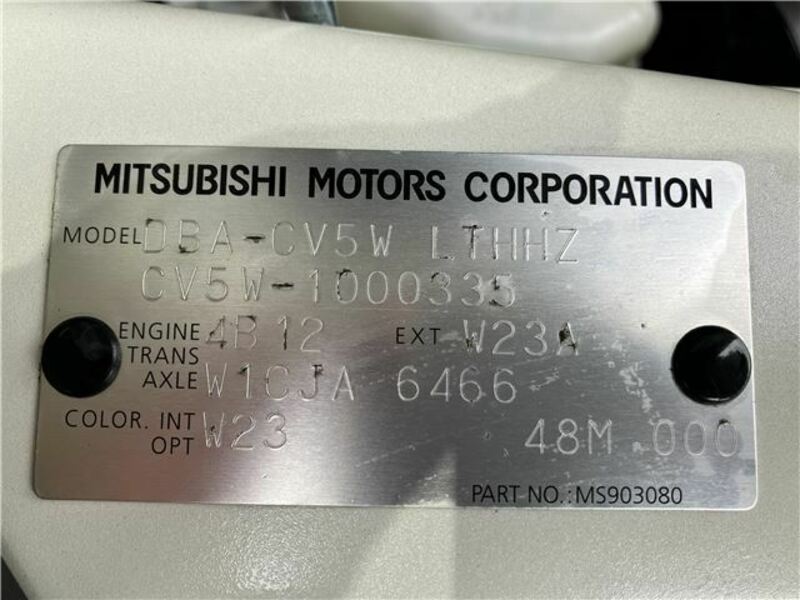 MITSUBISHI MOTORS CORPORATION
MODEL DBA-CV5W LTHHZ
CV5W-1000335
ENGINE 4B12 EXT W23A
TRANS
AXLE W1CJA 6466
COLOR. INT W23
OPT 48M 000
PART NO.:MS903080